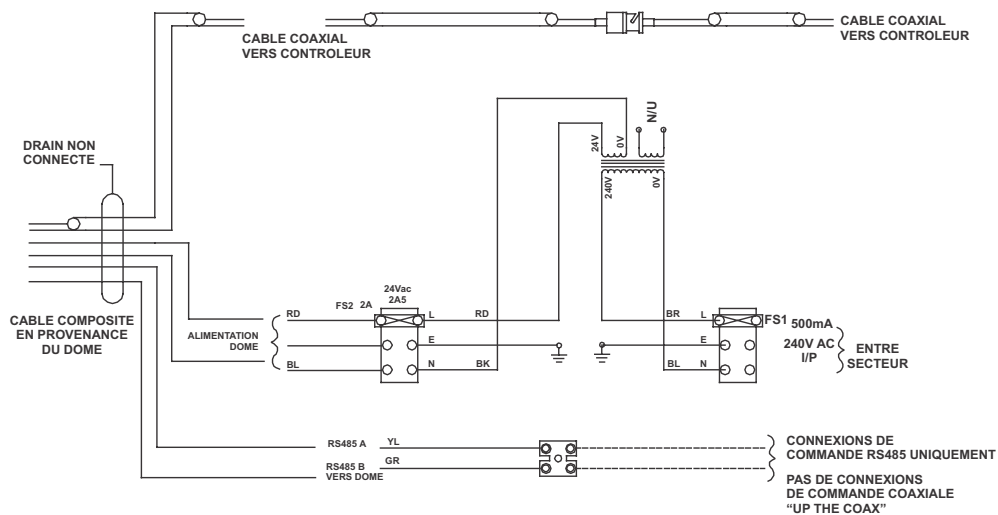 CABLE COAXIAL
VERS CONTROLEUR
CABLE COAXIAL
VERS CONTROLEUR
DRAIN NON
CONNECTE
N/U
24V
0V
240V
0V
CABLE COMPOSITE
EN PROVENANCE
DU DOME
ALIMENTATION
DOME
RD
BL
FS2 2A
24Vac
2A5
L
E
N
RD
BK
BR
L
E
BL
N
FS1 500mA
240V AC
I/P
ENTRE
SECTEUR
RS485 A
YL
RS485 B
VERS DOME
GR
CONNEXIONS DE
COMMANDE RS485 UNIQUEMENT
PAS DE CONNEXIONS
DE COMMANDE COAXIALE
“UP THE COAX”